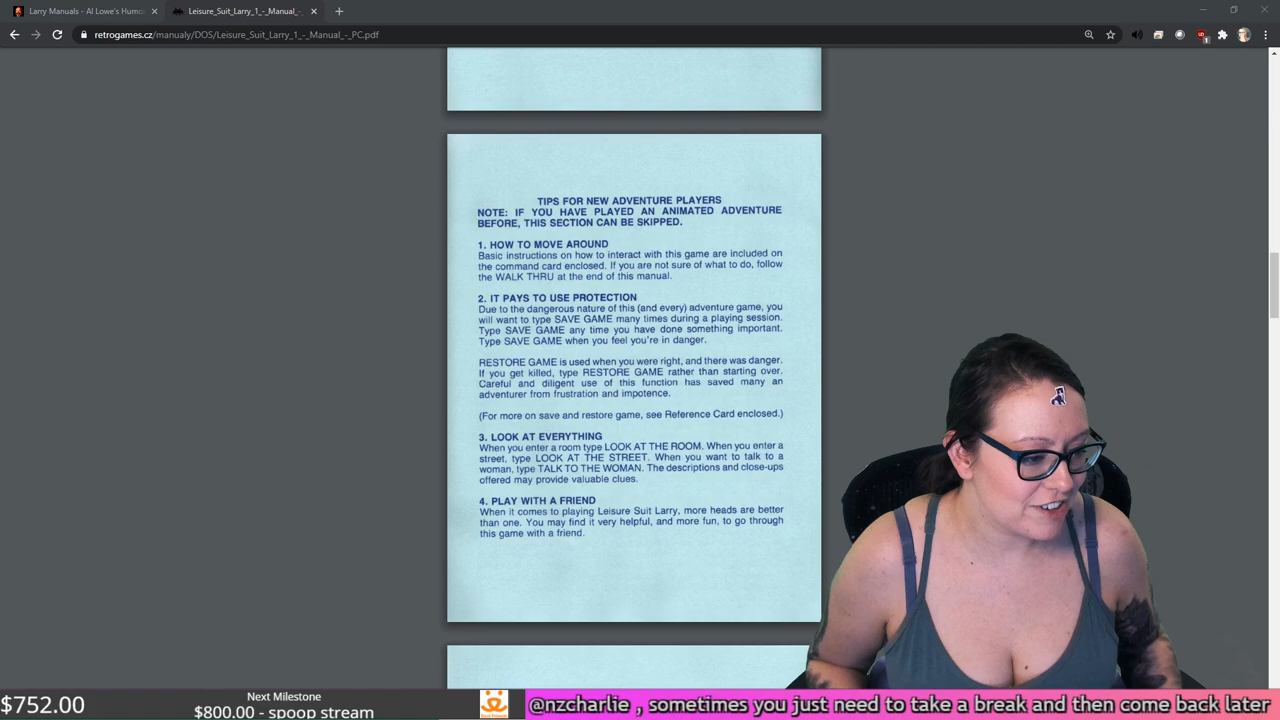 Larry Manuals - Al Lowe's Humo
Leisure_Suit_Larry_1_-_Manual_-_
retrogames.cz/manualy/DOS/Leisure_Suit_Larry_1_-_Manual_-_PC.pdf
TIPS FOR NEW ADVENTURE PLAYERS
NOTE: IF YOU HAVE PLAYED AN ANIMATED ADVENTURE
BEFORE, THIS SECTION CAN BE SKIPPED.
1. HOW TO MOVE AROUND
Basic instructions on how to interact with this game are included on
the command card enclosed. If you are not sure of what to do, follow
the WALK THRU at the end of this manual.
2. IT PAYS TO USE PROTECTION
Due to the dangerous nature of this (and every) adventure game, you
will want to type SAVE GAME many times during a playing session.
Type SAVE GAME any time you have done something important.
Type SAVE GAME when you feel you're in danger.
RESTORE GAME is used when you were right, and there was danger.
If you get killed, type RESTORE GAME rather than starting over.
Careful and diligent use of this function has saved many an
adventurer from frustration and impotence.
(For more on save and restore game, see Reference Card enclosed.)
3. LOOK AT EVERYTHING
When you enter a room type LOOK AT THE ROOM. When you enter a
street, type LOOK AT THE STREET. When you want to talk to a
woman, type TALK TO THE WOMAN. The descriptions and close-ups
offered may provide valuable clues.
4. PLAY WITH A FRIEND
When it comes to playing Leisure Suit Larry, more heads are better
than one. You may find it very helpful, and more fun, to go through
this game with a friend.
$752.00
Next Milestone
$800.00 - spoop stream
@nzcharlie , sometimes you just need to take a break and then come back later